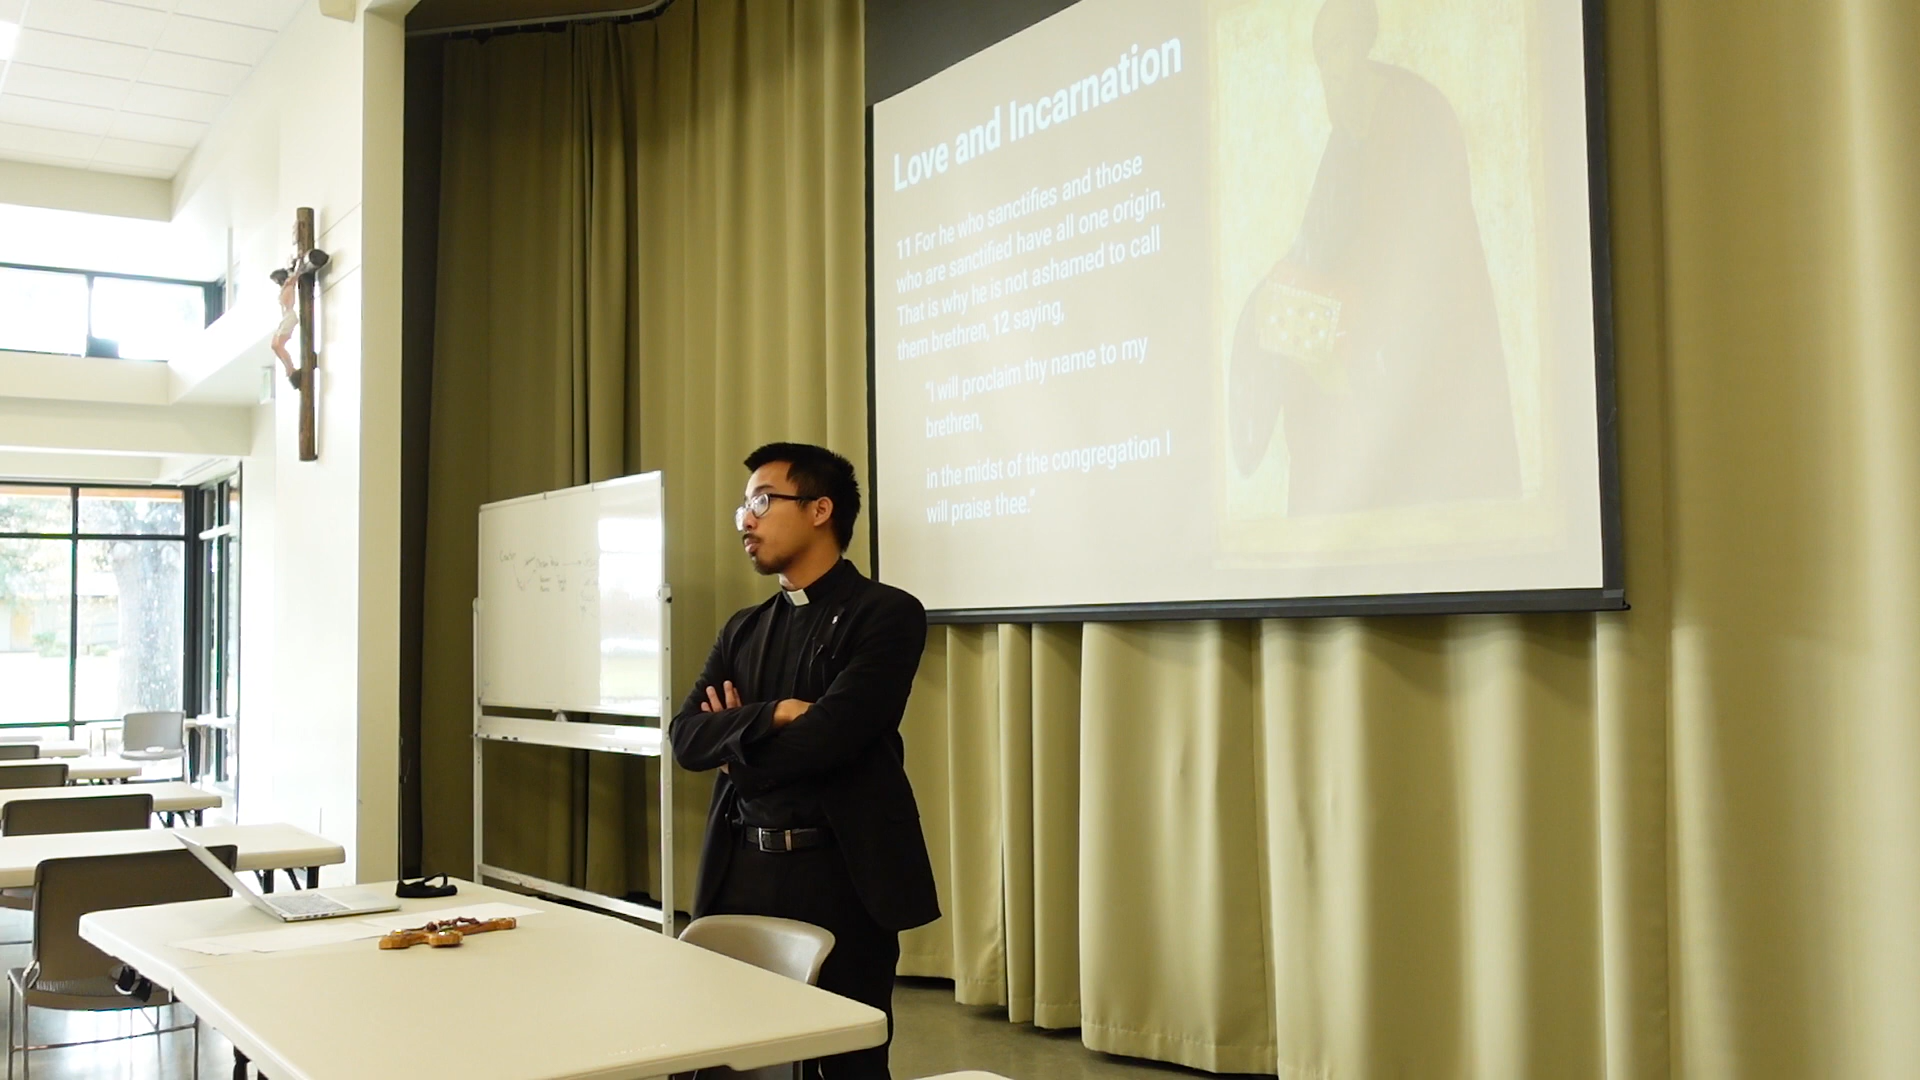 Love and Incarnation
11 For he who sanctifies and those
who are sanctified have all one origin.
That is why he is not ashamed to call
them brethren, 12 saying,
"I will proclaim thy name to my
brethren,
in the midst of the congregation I
will praise thee."